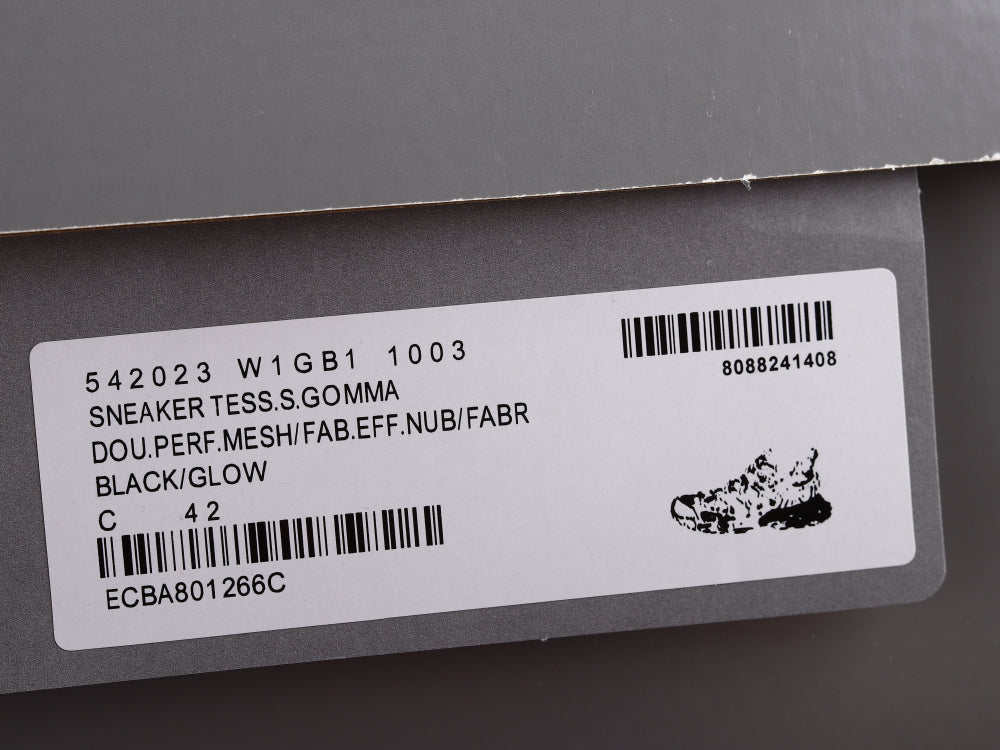 542023 W1GB1 1003
SNEAKER TESS.S.GOMMA
DOU.PERF.MESH/FAB.EFF.NUB/FABR
BLACK/GLOW
C 42
ECBA801266C
8088241408